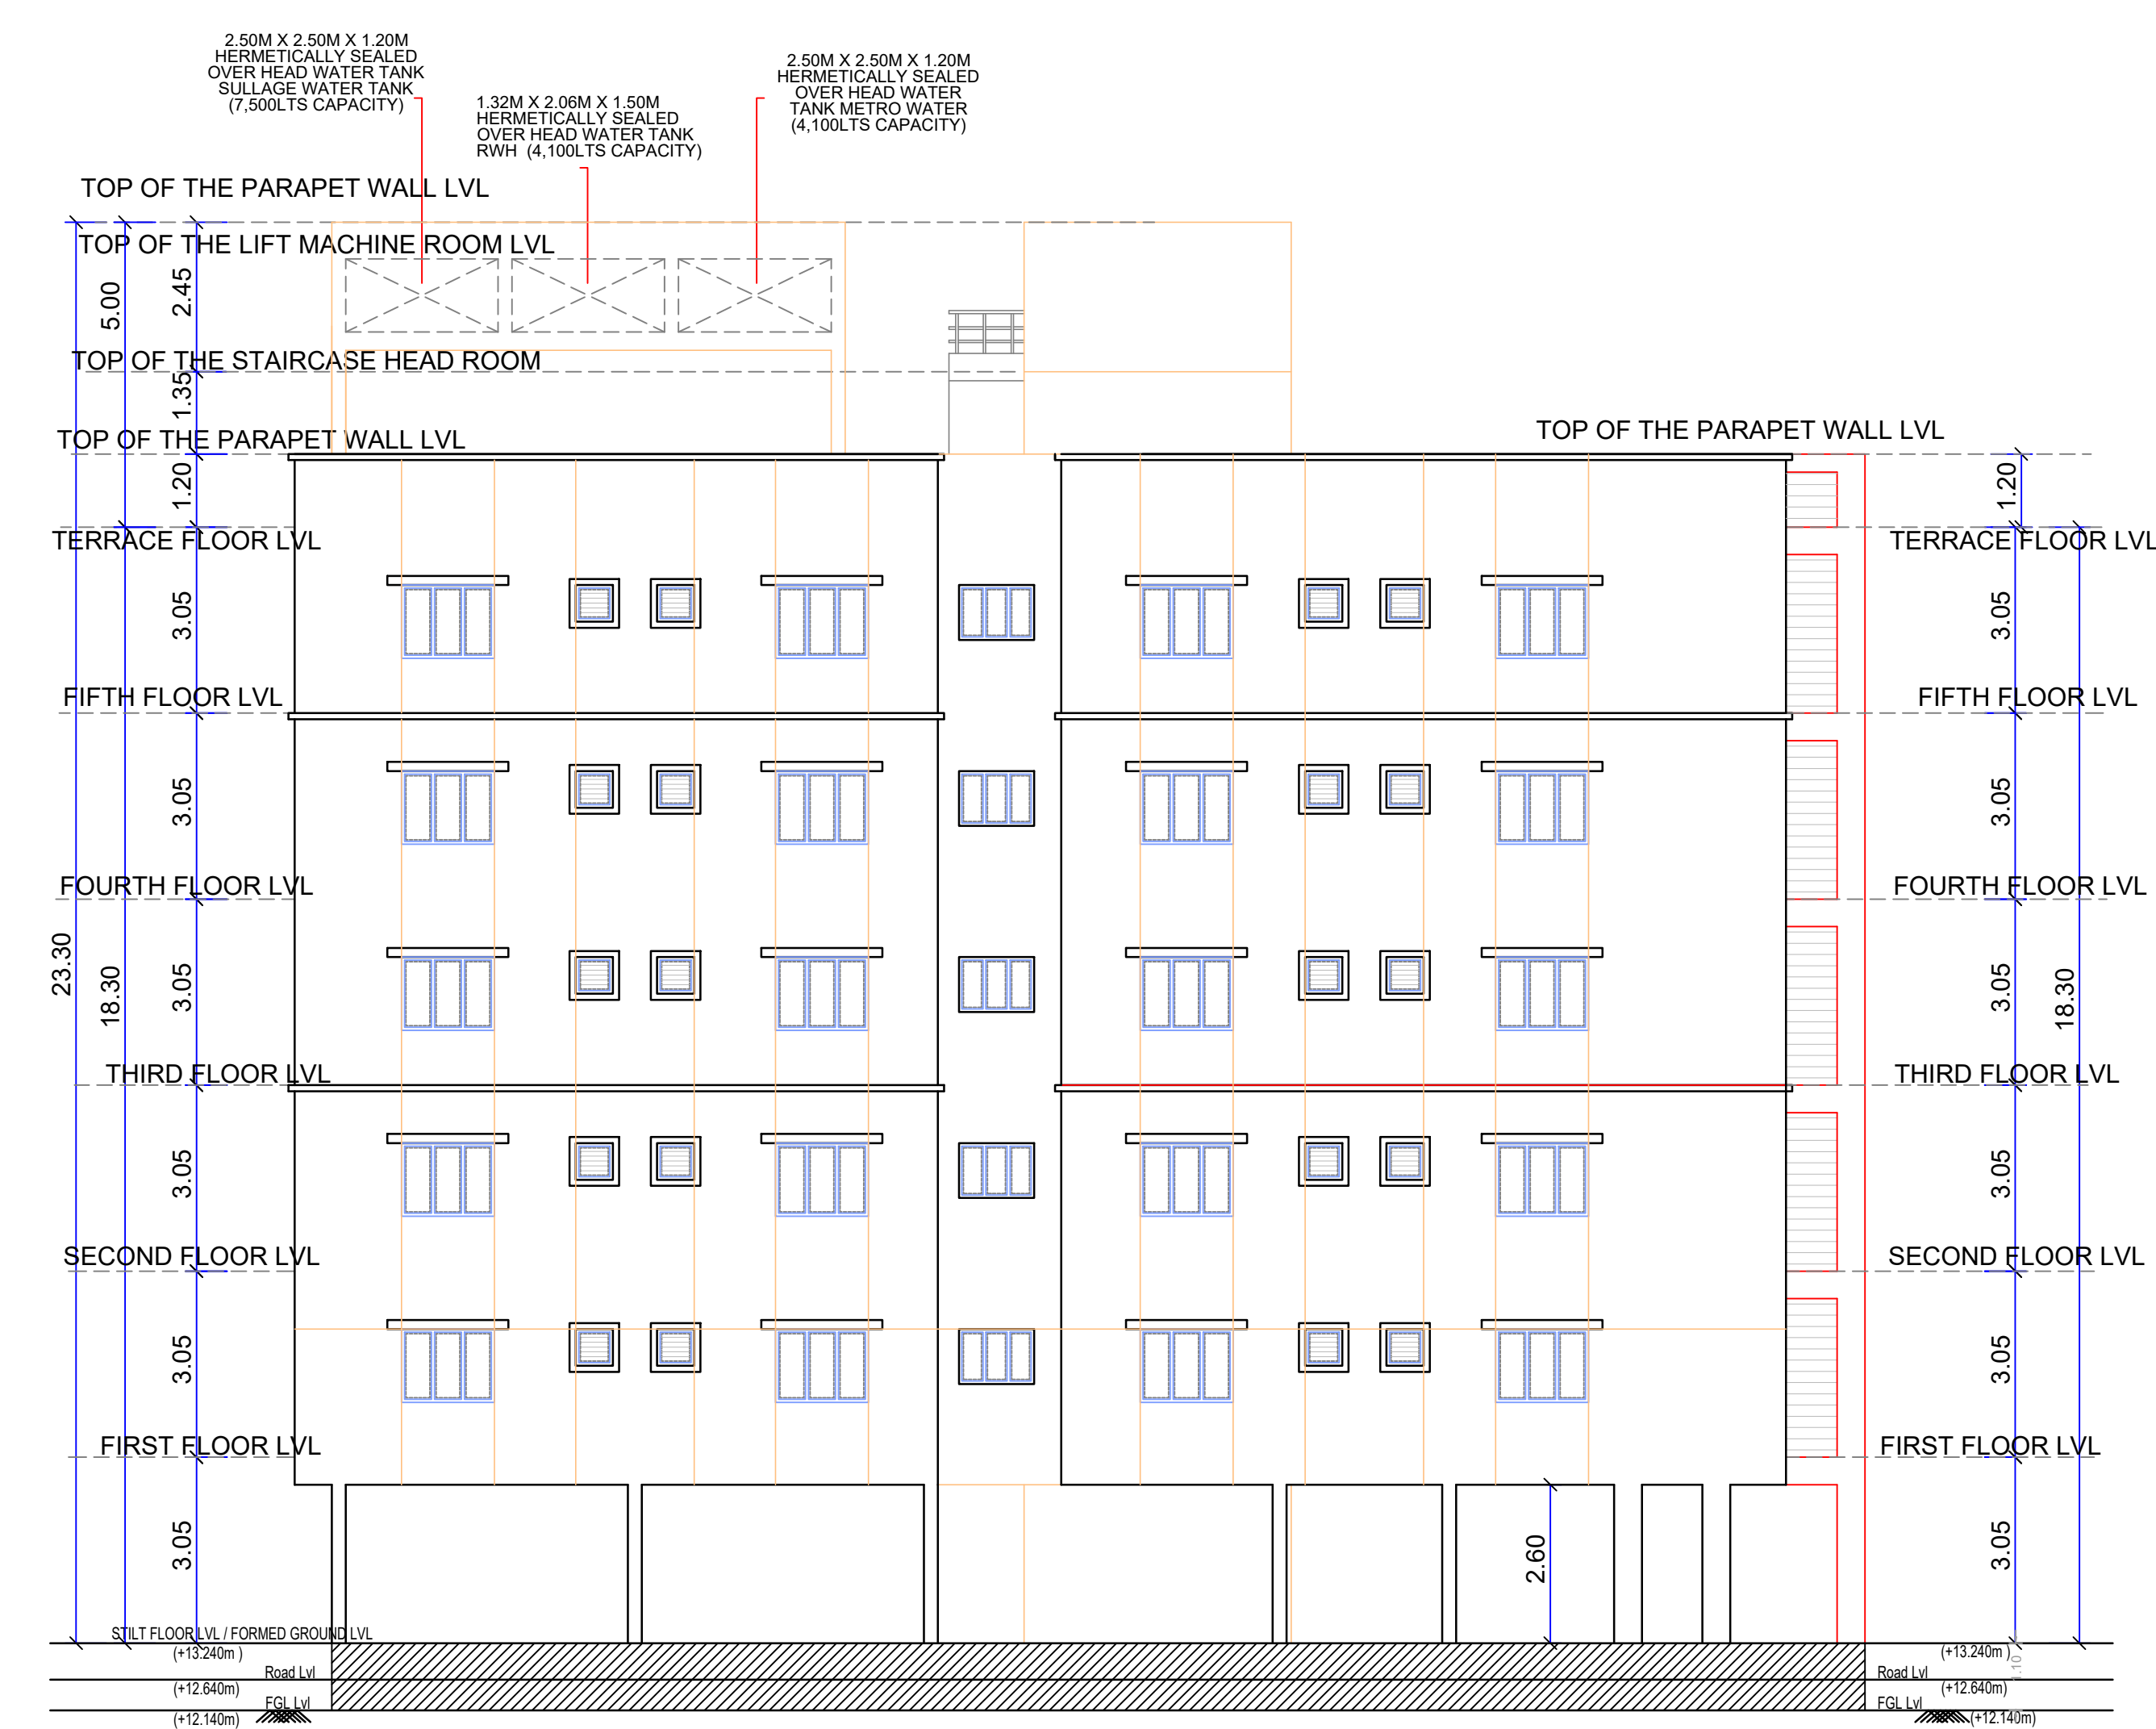 2.50M X 2.50M X 1.20M
HERMETICALLY SEALED
OVER HEAD WATER TANK
SULLAGE WATER TANK
(7,500LTS CAPACITY)
1.32M X 2.06M X 1.50M
HERMETICALLY SEALED
OVER HEAD WATER TANK
RWH (4,100LTS CAPACITY)
2.50M X 2.50M X 1.20M
HERMETICALLY SEALED
OVER HEAD WATER
TANK METRO WATER
(4,100LTS CAPACITY)
TOP OF THE PARAPET WALL LVL
TOP OF THE LIFT MACHINE ROOM LVL
5.00
2.45
TOP OF THE STAIRCASE HEAD ROOM
1.35
TOP OF THE PARAPET WALL LVL
TOP OF THE PARAPET WALL LVL
1.20
1.20
TERRACE FLOOR LVL
TERRACE FLOOR LVL
3.05
3.05
FIFTH FLOOR LVL
FIFTH FLOOR LVL
3.05
3.05
FOURTH FLOOR LVL
FOURTH FLOOR LVL
23.30
18.30
3.05
3.05
18.30
THIRD FLOOR LVL
THIRD FLOOR LVL
3.05
3.05
SECOND FLOOR LVL
SECOND FLOOR LVL
3.05
3.05
FIRST FLOOR LVL
FIRST FLOOR LVL
3.05
2.60
3.05
STILT FLOOR LVL / FORMED GROUND LVL
(+13.240m )
(+13.240m )
Road Lvl
Road Lvl
1.10
(+12.640m)
(+12.640m)
FGL Lvl
FGL Lvl
(+12.140m)
(+12.140m)